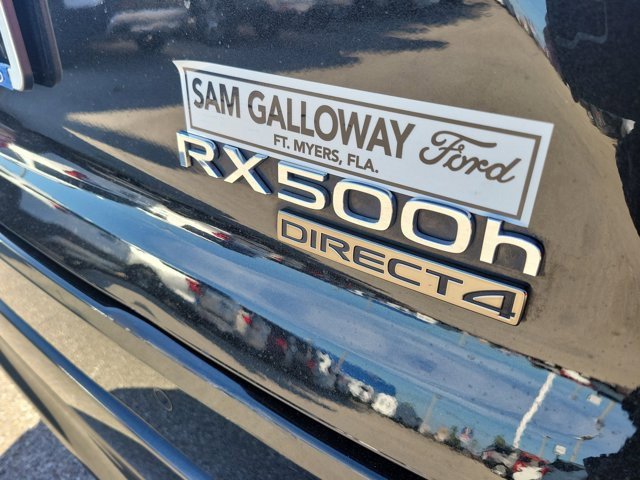 SAM GALLOWAY Ford
FT. MYERS, FLA.
RX500h
DIRECT4